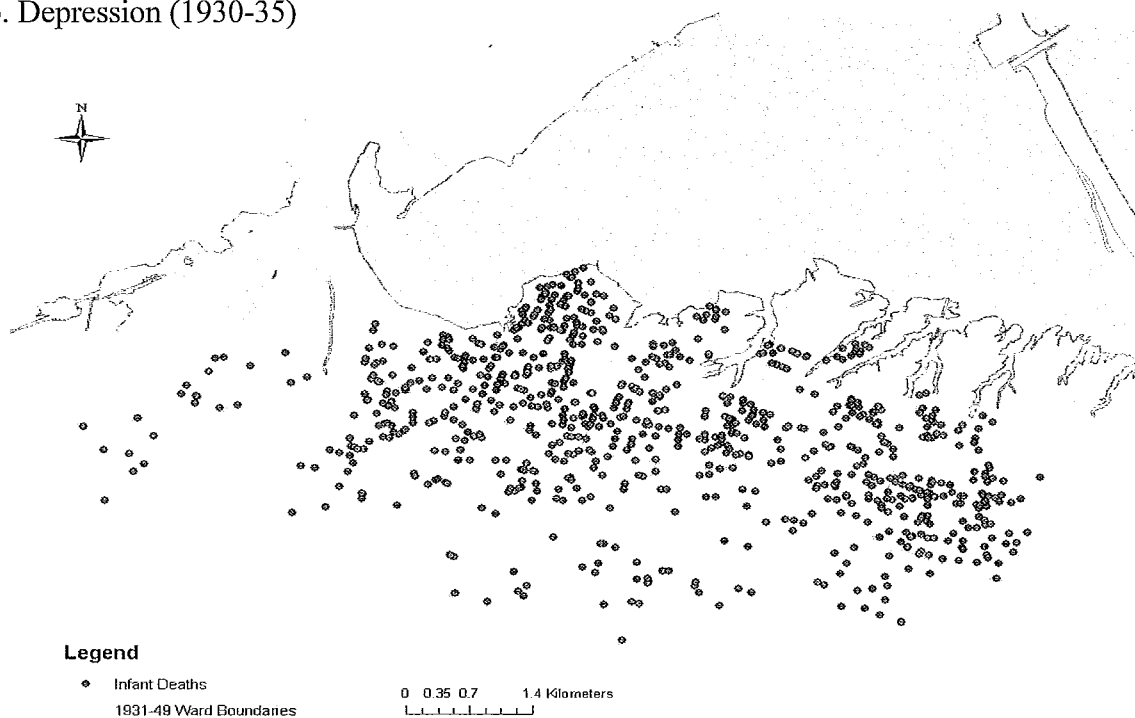 . Depression (1930-35)
N
Legend
Infant Deaths
1931-49 Ward Boundaries
0 0.35 0.7 1.4 Kilometers